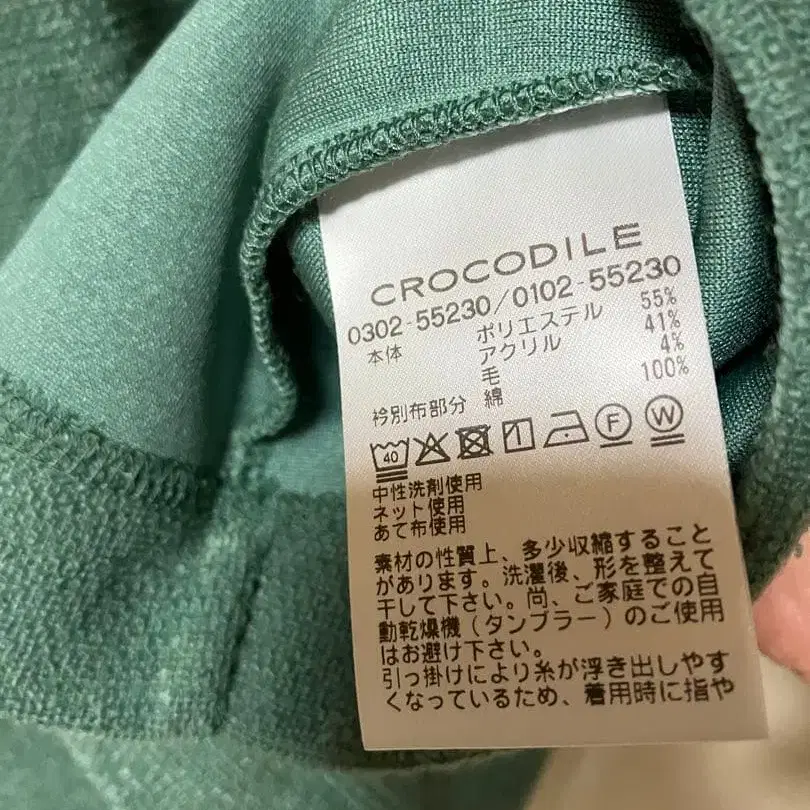 CROCODILE
0302-55230/0102-55230
本体 ポリエステル 55%
アクリル 41%
毛 4%
衿別布部分 綿 100%
40 F W
中性洗剤使用
ネット使用
あて布使用
素材の性質上、多少収縮すること
があります。洗濯後、形を整えて
干して下さい。尚、ご家庭での自
動乾燥機（タンブラー）のご使用
はお避け下さい。
引っ掛けにより糸が浮き出しやす
くなっているため、着用時に指や